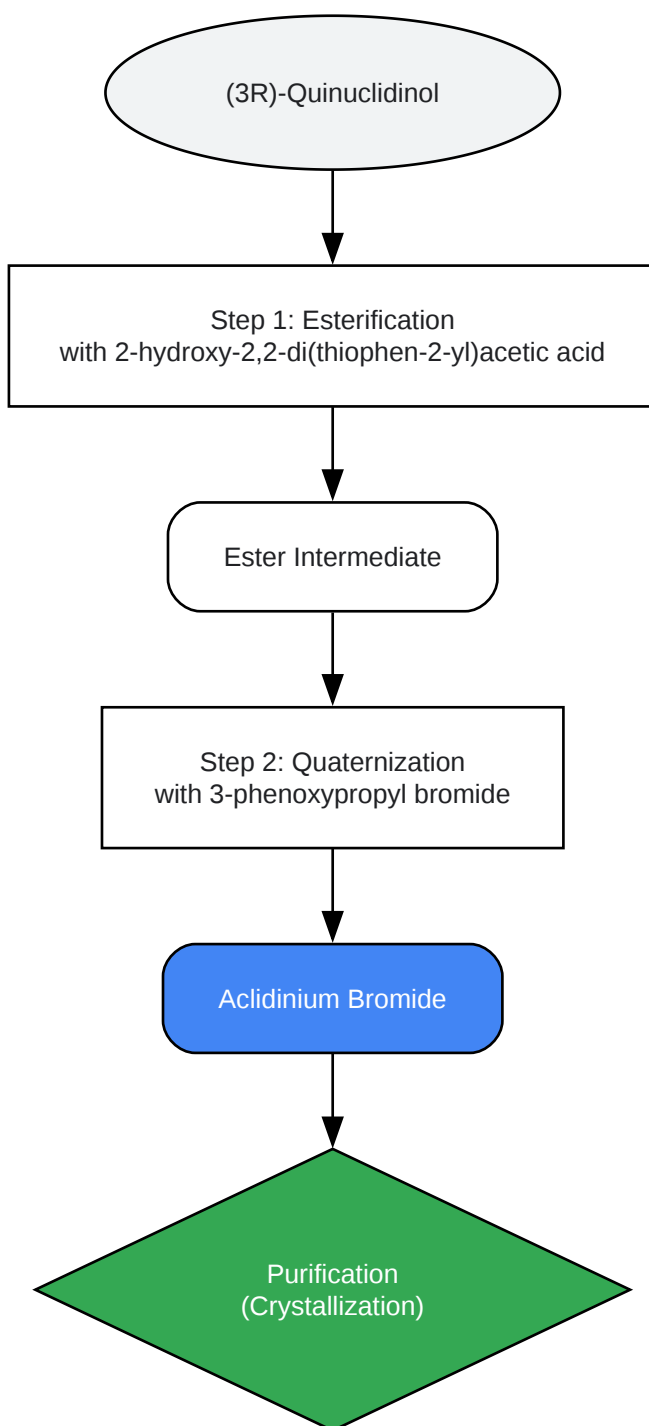 (3R)-Quinuclidinol
Step 1: Esterification
with 2-hydroxy-2,2-di(thiophen-2-yl)acetic acid
Ester Intermediate
Step 2: Quaternization
with 3-phenoxypropyl bromide
Aclidinium Bromide
Purification
(Crystallization)